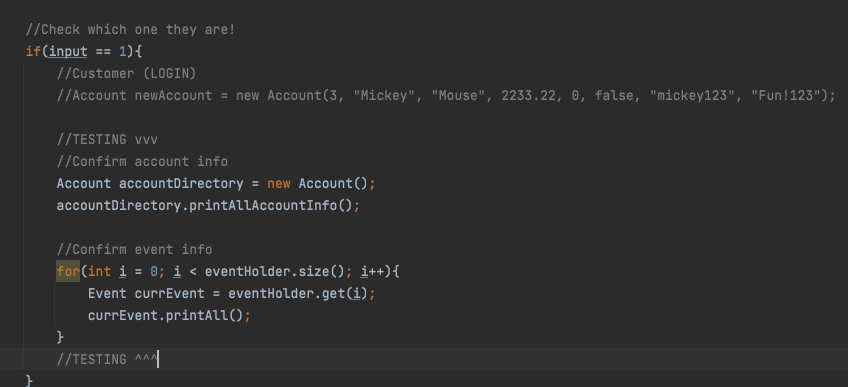 //Check which one they are!
if(input == 1){
    //Customer (LOGIN)
    //Account newAccount = new Account(3, "Mickey", "Mouse", 2233.22, 0, false, "mickey123", "Fun!123");

    //TESTING vvv
    //Confirm account info
    Account accountDirectory = new Account();
    accountDirectory.printAllAccountInfo();

    //Confirm event info
    for(int i = 0; i < eventHolder.size(); i++){
        Event currEvent = eventHolder.get(i);
        currEvent.printAll();
    }
    //TESTING ^^^
}